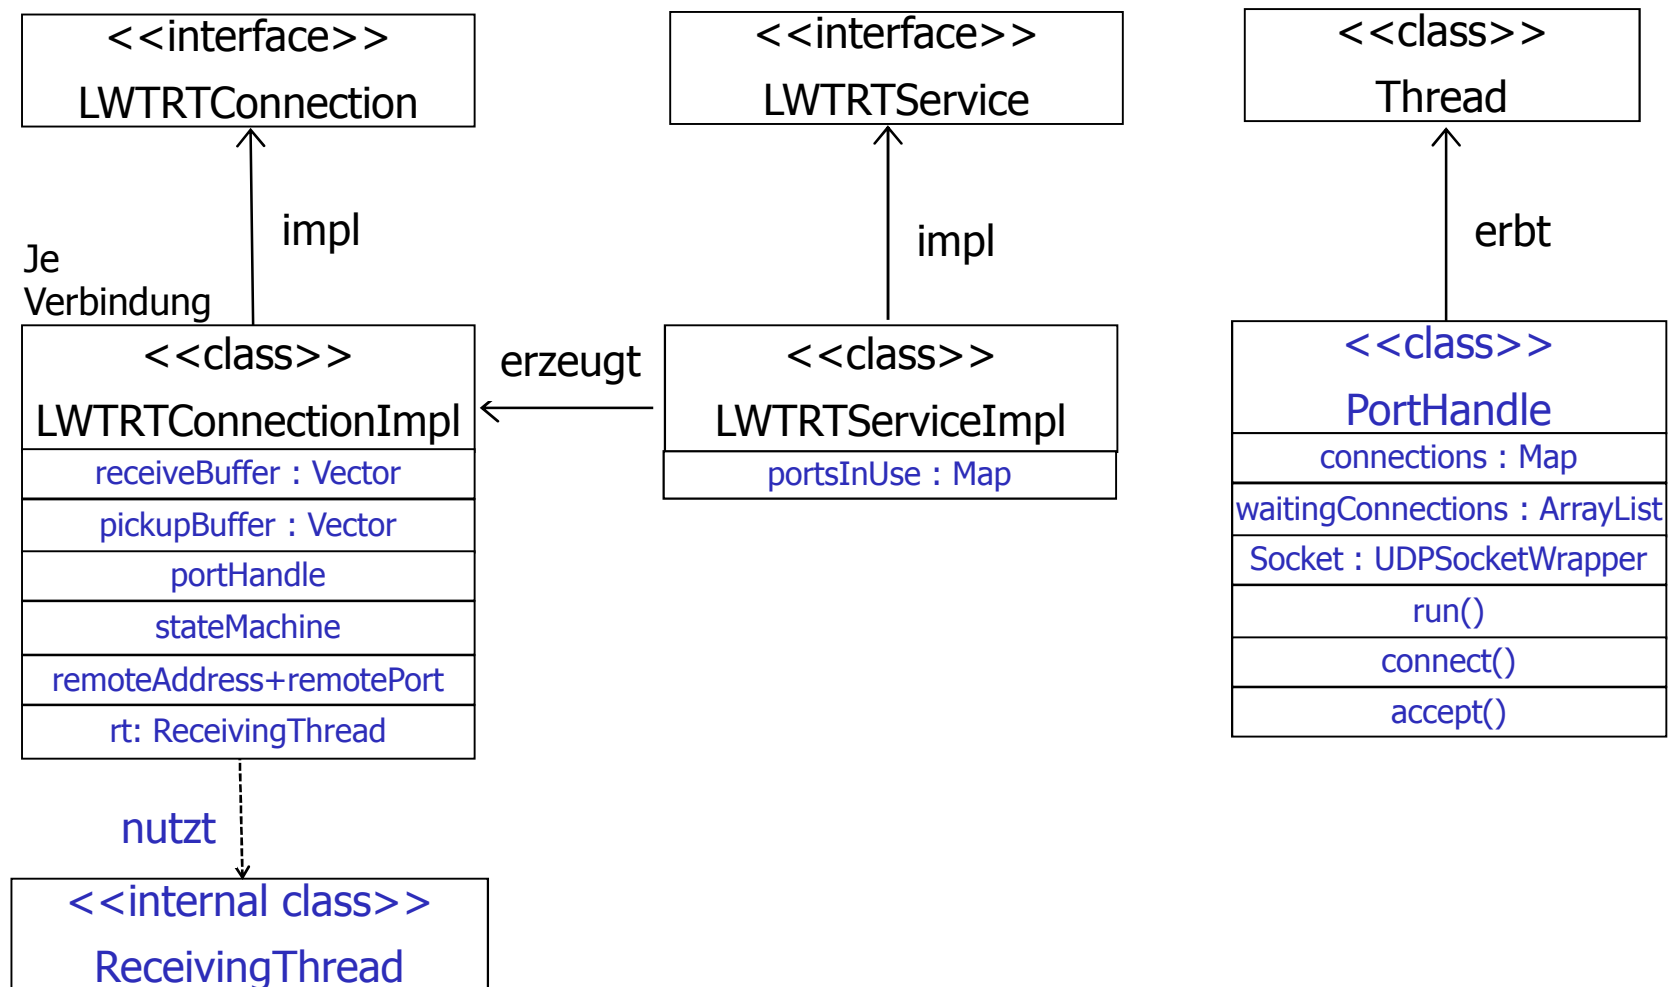 <<interface>>
LWTRTConnection
<<interface>>
LWTRTService
<<class>>
Thread
impl
impl
erbt
Je
Verbindung
<<class>>
LWTRTConnectionImpl
receiveBuffer : Vector
pickupBuffer : Vector
portHandle
stateMachine
remoteAddress+remotePort
rt: ReceivingThread
erzeugt
<<class>>
LWTRTServiceImpl
portsInUse : Map
<<class>>
PortHandle
connections : Map
waitingConnections : ArrayList
Socket : UDPSocketWrapper
run()
connect()
accept()
nutzt
<<internal class>>
ReceivingThread